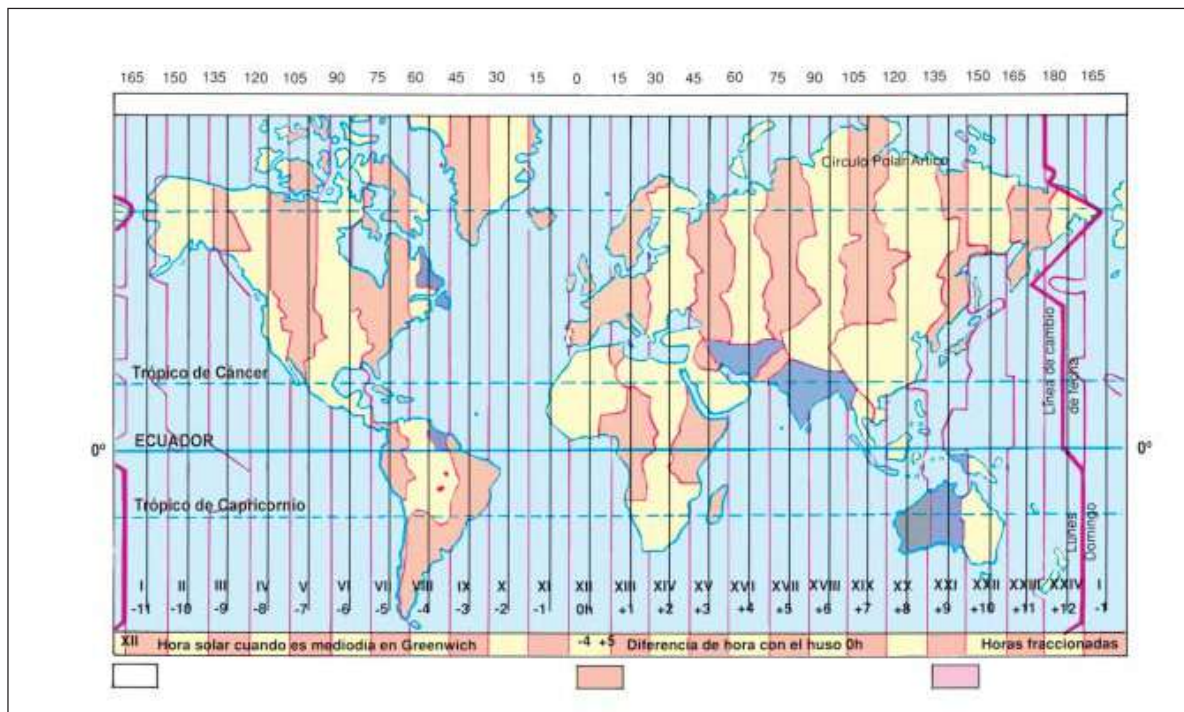 165 150 135 120 105 90 75 60 45 30 15 0 15 30 45 60 75 90 105 120 135 150 165 180 165
Círculo Polar Ártico
Línea de cambio
de fecha
Trópico de Cáncer
ECUADOR
0º 0º
Trópico de Capricornio
Lunes
Domingo
I II III IV V VI VII VIII IX X XI XII XIII XIV XV XVI XVII XVIII XIX XX XXI XXII XXIII XXIV I
-11 -10 -9 -8 -7 -6 -5 -4 -3 -2 -1 0h +1 +2 +3 +4 +5 +6 +7 +8 +9 +10 +11 +12 -1
XII Hora solar cuando es mediodía en Greenwich -4 +5 Diferencia de hora con el huso 0h Horas fraccionadas